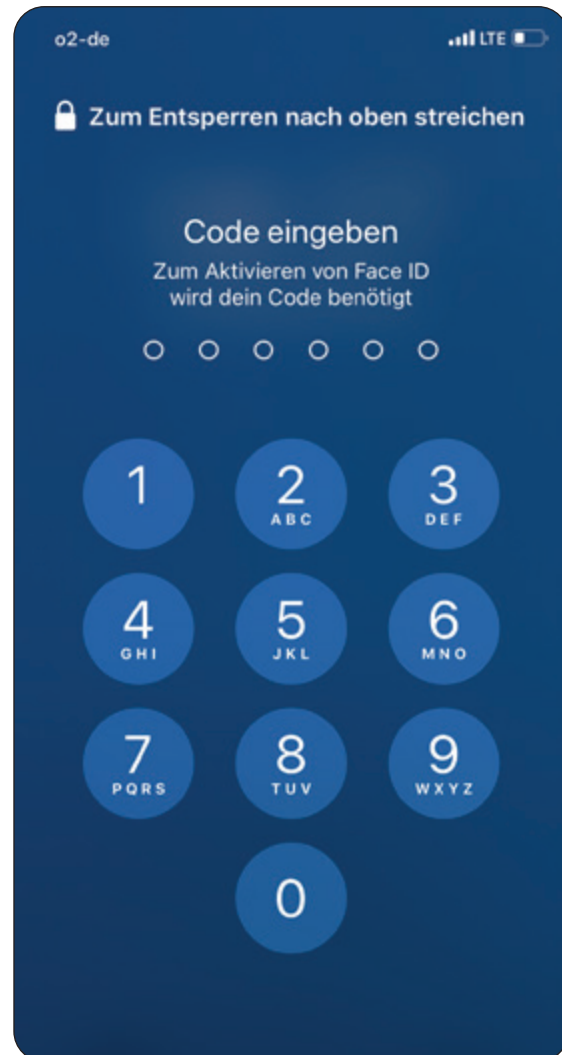 o2-de LTE
Zum Entsperren nach oben streichen
Code eingeben
Zum Aktivieren von Face ID
wird dein Code benötigt
1 2 3
ABC DEF
4 5 6
GHI JKL MNO
7 8 9
PQRS TUV WXYZ
0